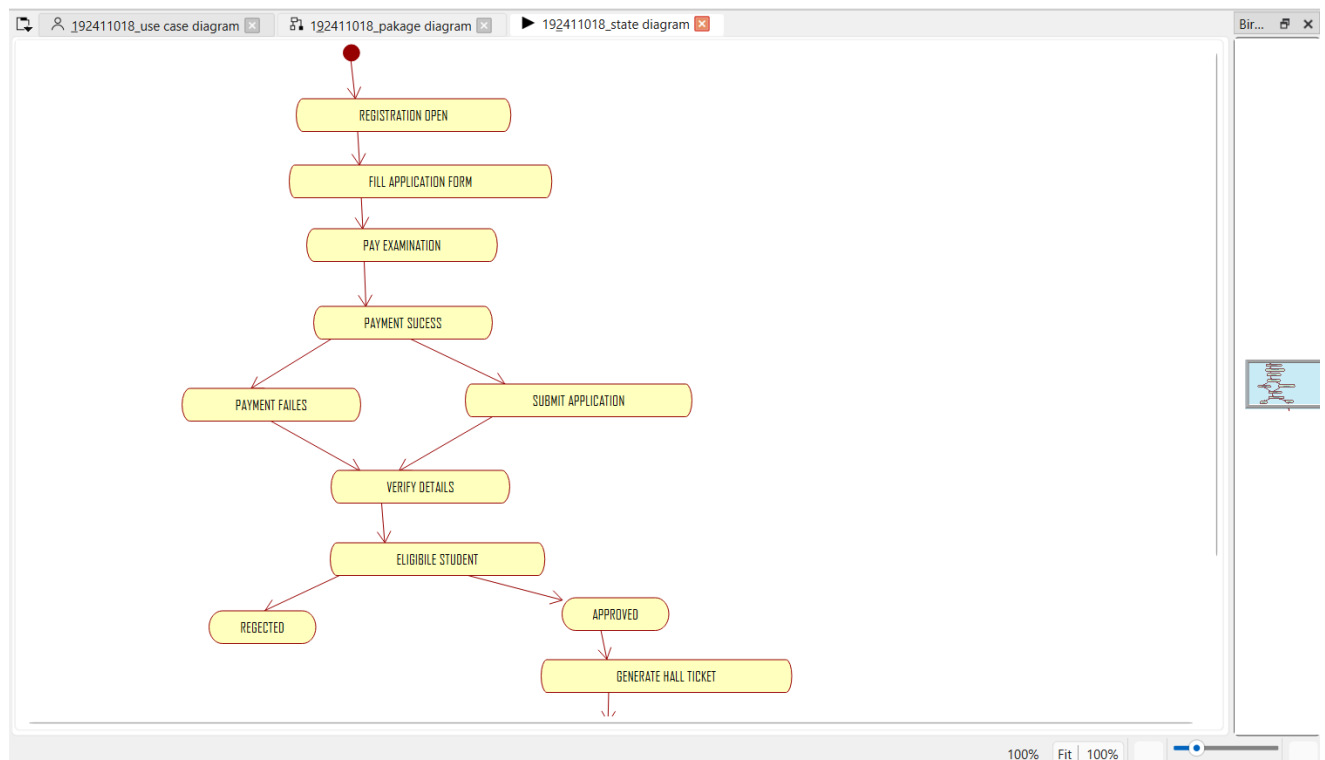 192411018_use case diagram
192411018_pakage diagram
192411018_state diagram
Bir...
REGISTRATION OPEN
FILL APPLICATION FORM
PAY EXAMINATION
PAYMENT SUCESS
PAYMENT FAILES
SUBMIT APPLICATION
VERIFY DETAILS
ELIGIBILE STUDENT
REGECTED
APPROVED
GENERATE HALL TICKET
100% Fit 100%